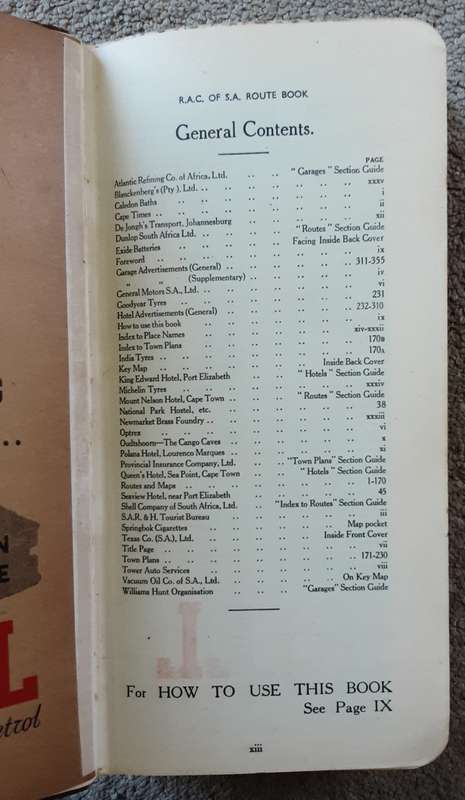 R.A.C. OF S.A. ROUTE BOOK
General Contents.
PAGE
Atlantic Refining Co. of Africa, Ltd. .. .. "Garages" Section Guide
Blanckenberg's (Pty), Ltd. .. .. .. .. .. xxxv
Caledon Baths .. .. .. .. .. .. i
Cape Times .. .. .. .. .. .. ii
De Jongh's Transport, Johannesburg .. .. .. .. xii
Dunlop South Africa Ltd. .. .. .. "Routes" Section Guide
Exide Batteries .. .. .. .. Facing Inside Back Cover
Foreword .. .. .. .. .. .. ix
Garage Advertisements (General) .. .. .. .. .. 311-355
" " (Supplementary) .. .. .. .. iv
General Motors S.A., Ltd. .. .. .. .. .. vi
Goodyear Tyres .. .. .. .. .. .. 231
Hotel Advertisements (General) .. .. .. .. .. 232-310
How to use this book .. .. .. .. .. ix
Index to Place Names .. .. .. .. .. xiv-xxxii
Index to Town Plans .. .. .. .. .. 170B
India Tyres .. .. .. .. .. .. 170A
Key Map .. .. .. .. .. Inside Back Cover
King Edward Hotel, Port Elizabeth .. .. "Hotels" Section Guide
Michelin Tyres .. .. .. .. .. .. xxxiv
Mount Nelson Hotel, Cape Town .. .. .. "Routes" Section Guide
National Park Hostel, etc. .. .. .. .. .. 38
Newmarket Brass Foundry .. .. .. .. .. xxxiii
Optrex .. .. .. .. .. .. vi
Oudtshoorn—The Cango Caves .. .. .. .. .. x
Polana Hotel, Lourenco Marques .. .. .. .. .. xi
Provincial Insurance Company, Ltd. .. "Town Plans" Section Guide
Queen's Hotel, Sea Point, Cape Town .. .. "Hotels" Section Guide
Routes and Maps .. .. .. .. .. 1-170
Seaview Hotel, near Port Elizabeth .. .. .. .. 45
Shell Company of South Africa, Ltd. .. "Index to Routes" Section Guide
S.A.R. & H. Tourist Bureau .. .. .. .. .. iii
Springbok Cigarettes .. .. .. .. Map pocket
Texas Co. (S.A.), Ltd. .. .. .. Inside Front Cover
Title Page .. .. .. .. .. .. vii
Town Plans .. .. .. .. .. .. 171-230
Tower Auto Services .. .. .. .. .. viii
Vacuum Oil Co. of S.A., Ltd. .. .. .. .. On Key Map
Williams Hunt Organisation .. .. .. "Garages" Section Guide
For HOW TO USE THIS BOOK
See Page IX
xiii
N
E
L
etrol